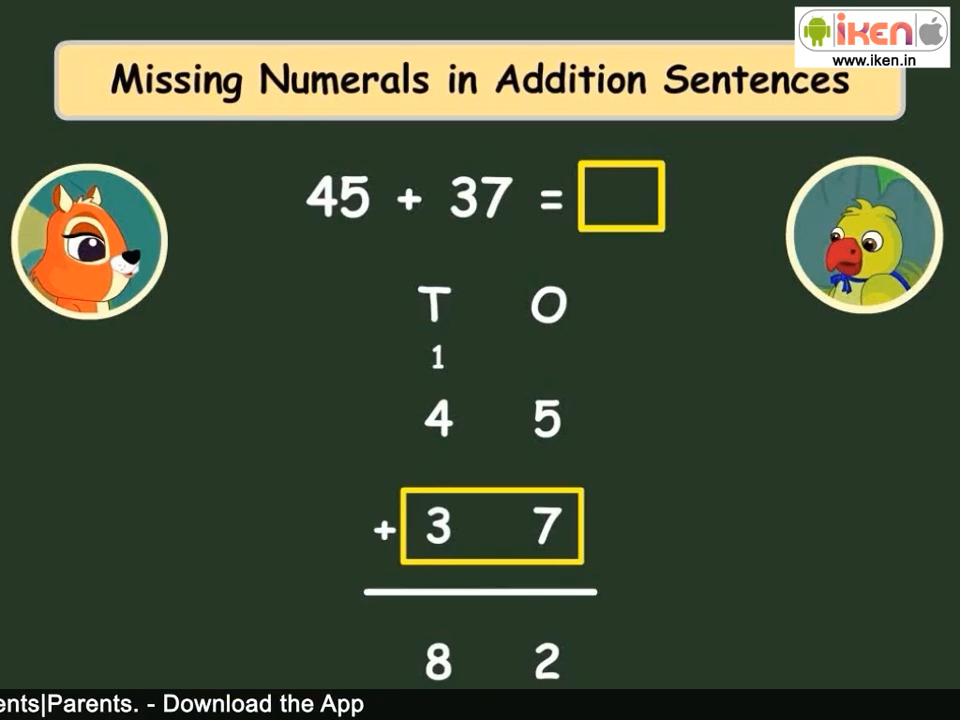 iken
www.iken.in
Missing Numerals in Addition Sentences
45 + 37 =
T O
1
4 5
+ 3 7
8 2
ents|Parents. - Download the App